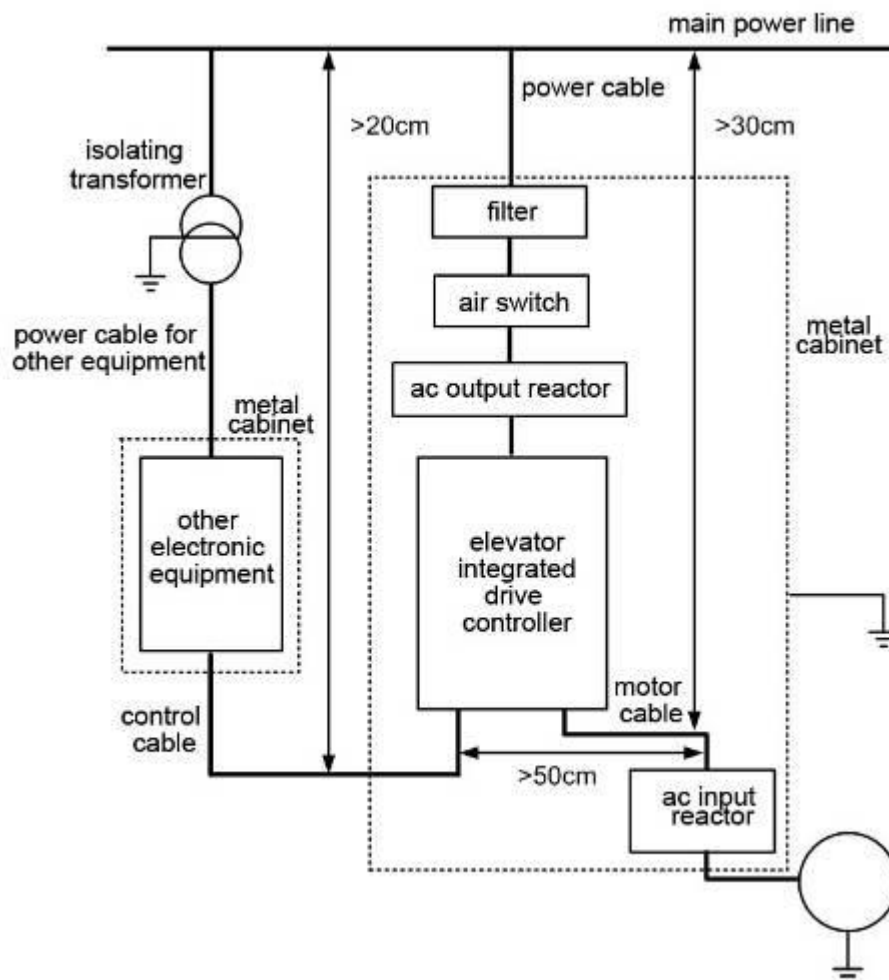 main power line
power cable
>20cm
>30cm
isolating
transformer
filter
air switch
metal
cabinet
power cable for
other equipment
ac output reactor
metal
cabinet
other
electronic
equipment
elevator
integrated
drive
controller
motor
cable
control
cable
>50cm
ac input
reactor